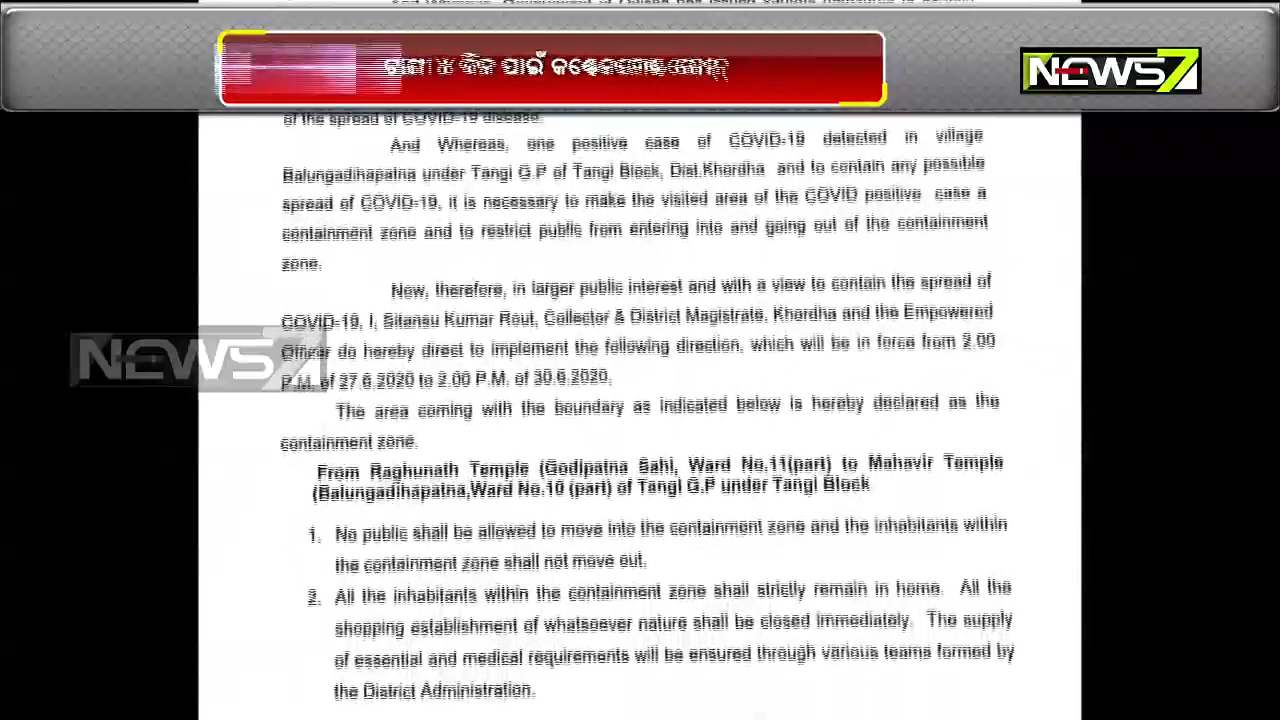 ପାଇଁ
NEWS7
of the spread of COVID-19 disease.
And Whereas, one positive case of COVID-19 detected in village
Balungadihapatna under Tangi G.P of Tangi Block, Dist.Khordha and to contain any possible
spread of COVID-19, it is necessary to make the visited area of the COVID positive case a
containment zone and to restrict public from entering into and going out of the containment
zone.
Now, therefore, in larger public interest and with a view to contain the spread of
COVID-19, I, Sitansu Kumar Rout, Collector & District Magistrate, Khordha and the Empowered
Officer do hereby direct to implement the following direction, which will be in force from 2.00
P.M. of 27.6.2020 to 2.00 P.M. of 30.6.2020.
NEWS7
The area coming with the boundary as indicated below is hereby declared as the
containment zone.
From Raghunath Temple (Godipatna Sahi, Ward No.11(part) to Mahavir Temple
(Balungadihapatna,Ward No.10 (part) of Tangi G.P under Tangi Block
1. No public shall be allowed to move into the containment zone and the inhabitants within
the containment zone shall not move out.
2. All the inhabitants within the containment zone shall strictly remain in home. All the
shopping establishment of whatsoever nature shall be closed immediately. The supply
of essential and medical requirements will be ensured through various teams formed by
the District Administration.